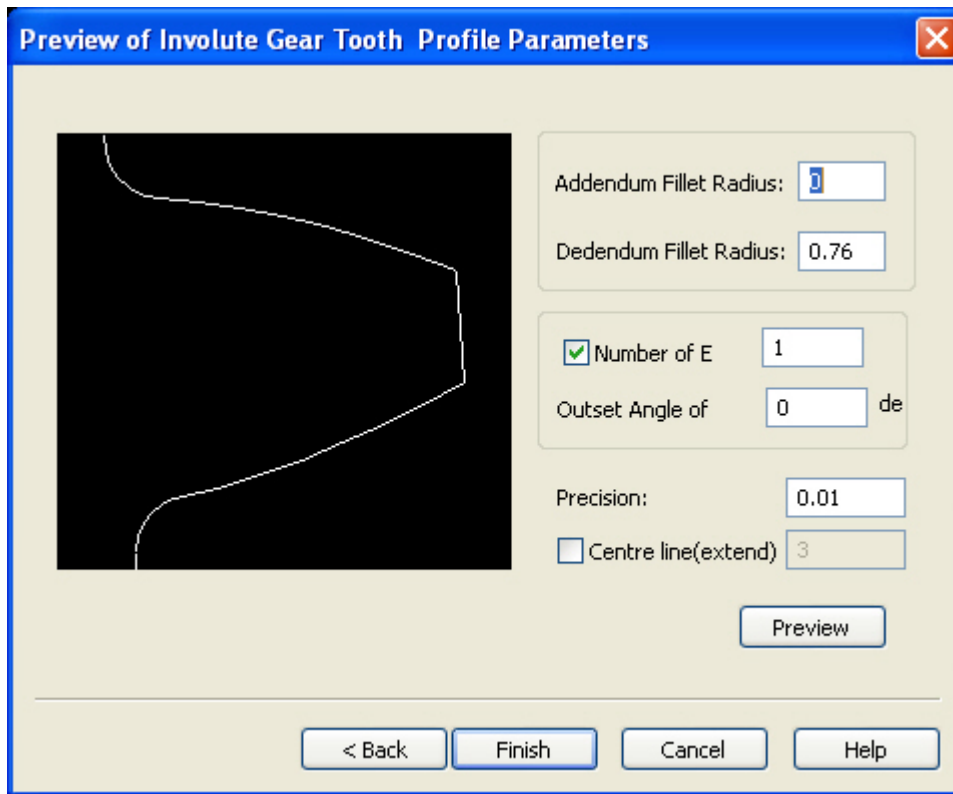 Preview of Involute Gear Tooth Profile Parameters
Addendum Fillet Radius: 0
Dedendum Fillet Radius: 0.76
Number of E 1
Outset Angle of 0 de
Precision: 0.01
Centre line(extend) 3
Preview
< Back Finish Cancel Help